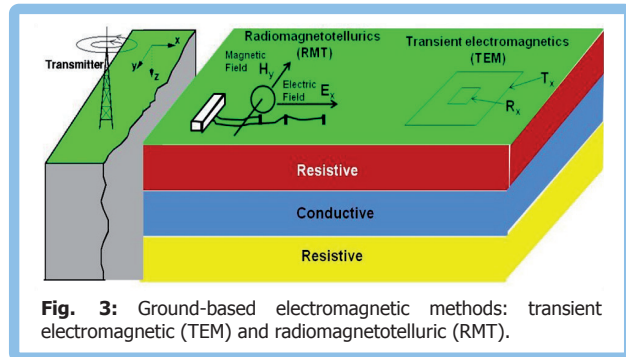 Radiomagnetotellurics
(RMT)
Transient electromagnetics
(TEM)
Transmitter
x
y
z
Magnetic
Field
Hy
Electric
Field
Ex
Tx
Rx
Resistive
Conductive
Resistive
Fig. 3: Ground-based electromagnetic methods: transient
electromagnetic (TEM) and radiomagnetotelluric (RMT).